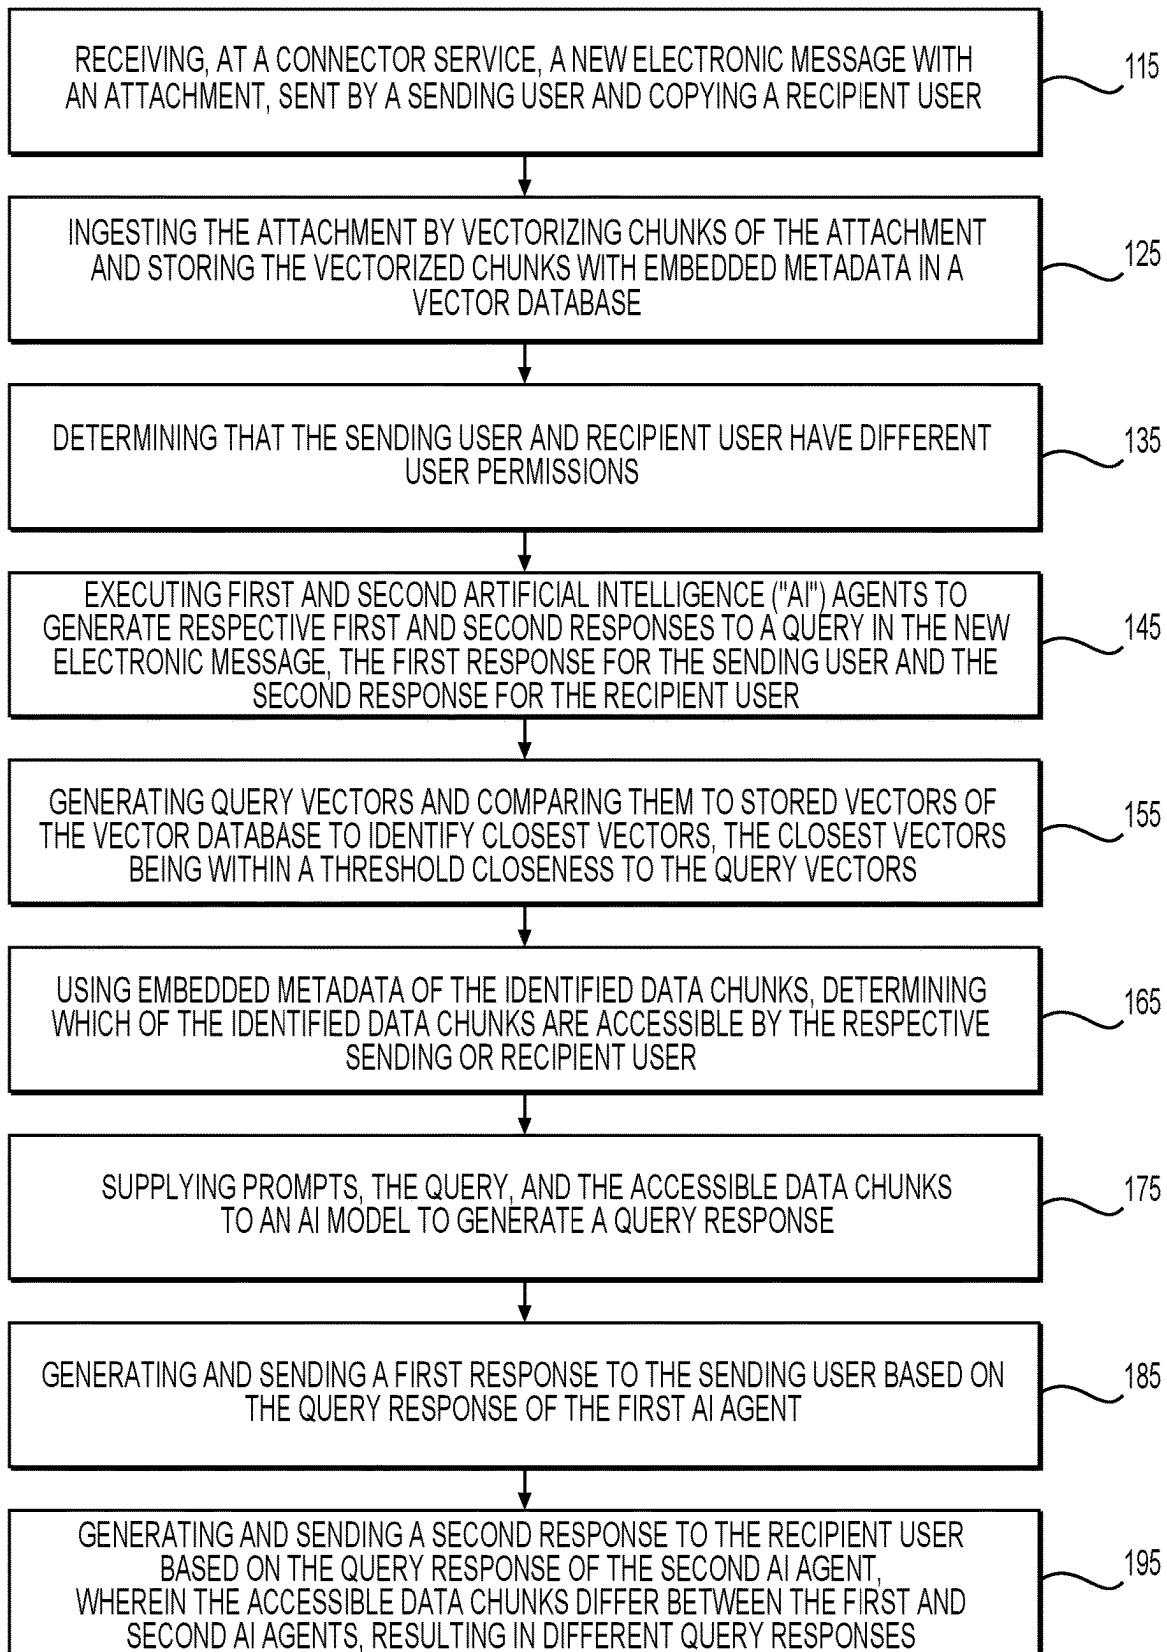 RECEIVING, AT A CONNECTOR SERVICE, A NEW ELECTRONIC MESSAGE WITH
AN ATTACHMENT, SENT BY A SENDING USER AND COPYING A RECIPIENT USER
115
INGESTING THE ATTACHMENT BY VECTORIZING CHUNKS OF THE ATTACHMENT
AND STORING THE VECTORIZED CHUNKS WITH EMBEDDED METADATA IN A
VECTOR DATABASE
125
DETERMINING THAT THE SENDING USER AND RECIPIENT USER HAVE DIFFERENT
USER PERMISSIONS
135
EXECUTING FIRST AND SECOND ARTIFICIAL INTELLIGENCE ("AI") AGENTS TO
GENERATE RESPECTIVE FIRST AND SECOND RESPONSES TO A QUERY IN THE NEW
ELECTRONIC MESSAGE, THE FIRST RESPONSE FOR THE SENDING USER AND THE
SECOND RESPONSE FOR THE RECIPIENT USER
145
GENERATING QUERY VECTORS AND COMPARING THEM TO STORED VECTORS OF
THE VECTOR DATABASE TO IDENTIFY CLOSEST VECTORS, THE CLOSEST VECTORS
BEING WITHIN A THRESHOLD CLOSENESS TO THE QUERY VECTORS
155
USING EMBEDDED METADATA OF THE IDENTIFIED DATA CHUNKS, DETERMINING
WHICH OF THE IDENTIFIED DATA CHUNKS ARE ACCESSIBLE BY THE RESPECTIVE
SENDING OR RECIPIENT USER
165
SUPPLYING PROMPTS, THE QUERY, AND THE ACCESSIBLE DATA CHUNKS
TO AN AI MODEL TO GENERATE A QUERY RESPONSE
175
GENERATING AND SENDING A FIRST RESPONSE TO THE SENDING USER BASED ON
THE QUERY RESPONSE OF THE FIRST AI AGENT
185
GENERATING AND SENDING A SECOND RESPONSE TO THE RECIPIENT USER
BASED ON THE QUERY RESPONSE OF THE SECOND AI AGENT,
WHEREIN THE ACCESSIBLE DATA CHUNKS DIFFER BETWEEN THE FIRST AND
SECOND AI AGENTS, RESULTING IN DIFFERENT QUERY RESPONSES
195